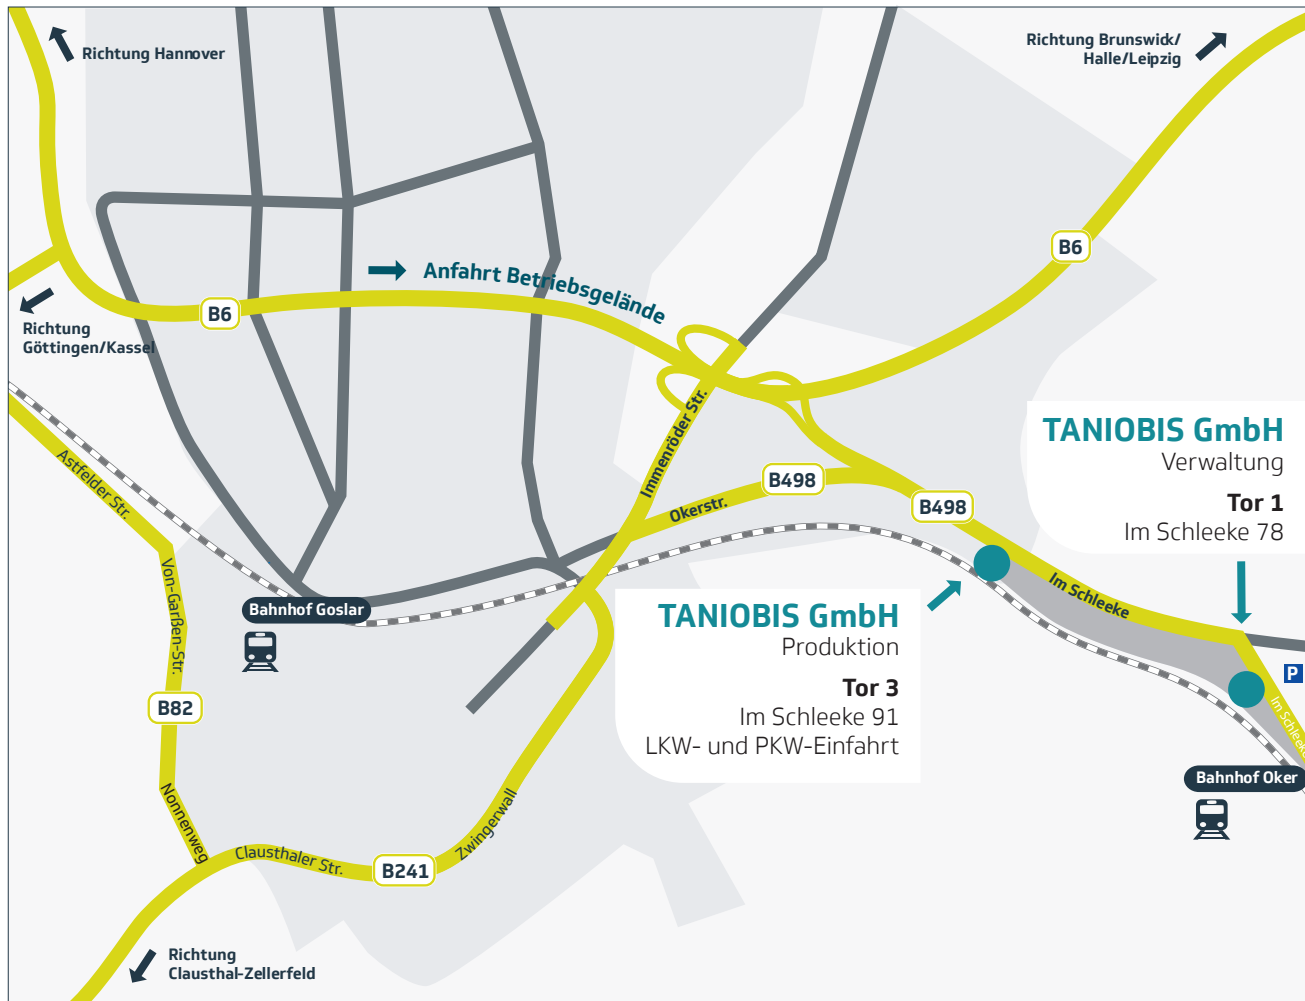 Richtung Hannover
Richtung Brunswick/
Halle/Leipzig
B6
Anfahrt Betriebsgelände
B6
Richtung
Göttingen/Kassel
Immenröder Str.
TANIOBIS GmbH
Verwaltung
Tor 1
Im Schleeke 78
Astfelder Str.
Okerstr.
B498
B498
Von-Garßen-Str.
Im Schleeke
Bahnhof Goslar
TANIOBIS GmbH
Produktion
Tor 3
Im Schleeke 91
LKW- und PKW-Einfahrt
P
Im Schleeke
B82
Bahnhof Oker
Nonnenweg
Zwingerwall
Clausthaler Str.
B241
Richtung
Clausthal-Zellerfeld